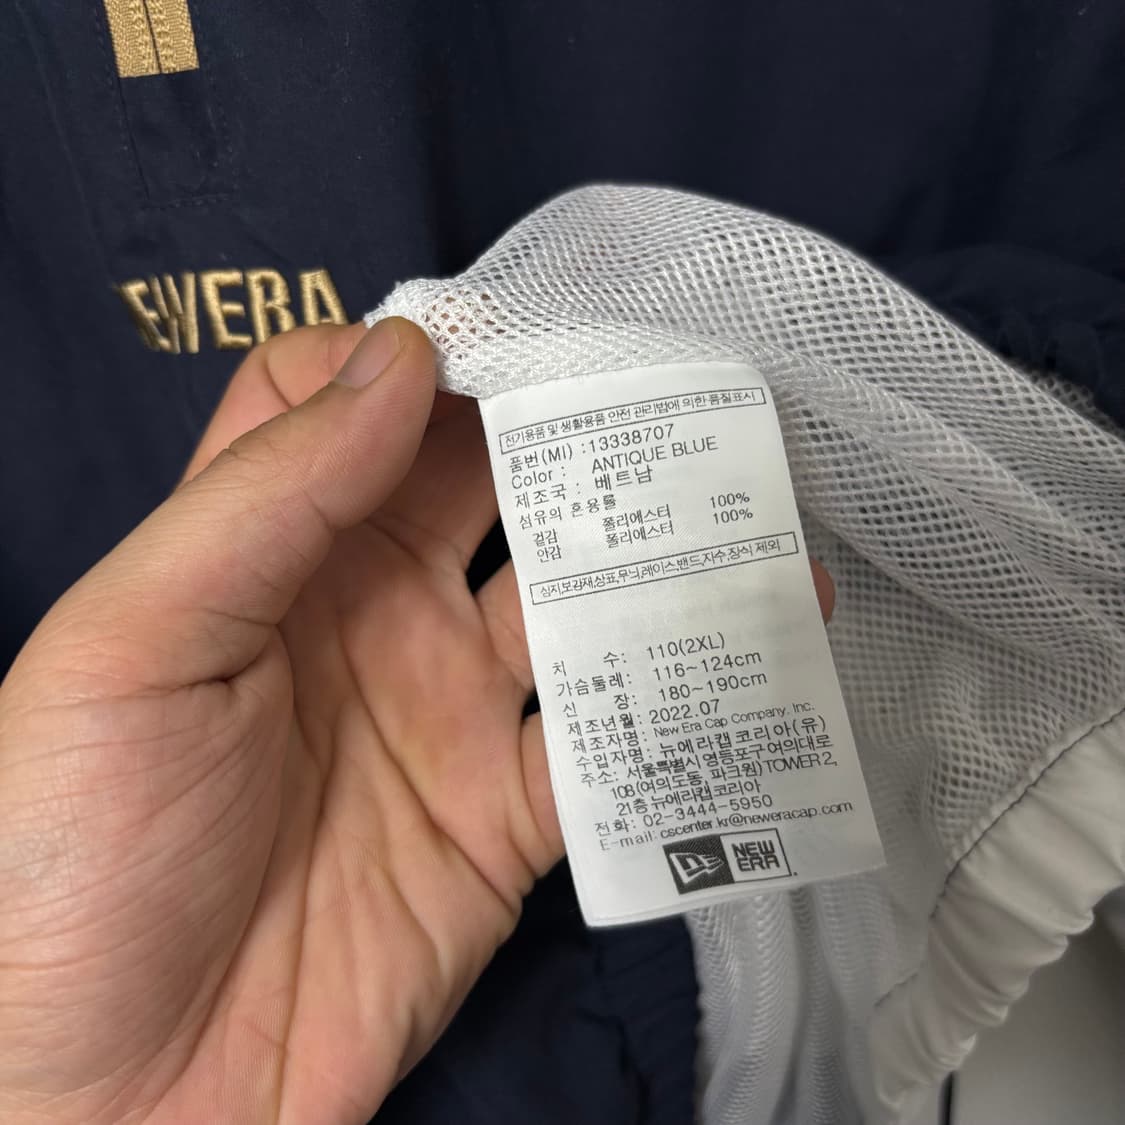 EWERA
전기용품 및 생활용품 안전 관리법에 의한 품질표시
품번(MI) :13338707
Color : ANTIQUE BLUE
제조국 : 베트남
섬유의 혼용률
겉감 폴리에스터 100%
안감 폴리에스터 100%
심지,보강재,상표,무늬,레이스,밴드,자수,장식 제외
치 수: 110(2XL)
가슴둘레: 116~124cm
신 장: 180~190cm
제조년월: 2022.07
제조자명: New Era Cap Company. Inc.
수입자명: 뉴에라캡코리아(유)
주소: 서울특별시 영등포구 여의대로
108(여의도동, 파크원) TOWER 2,
21층 뉴에라캡코리아
전화: 02-3444-5950
E-mail: cscenter.kr@neweracap.com
NEW
ERA